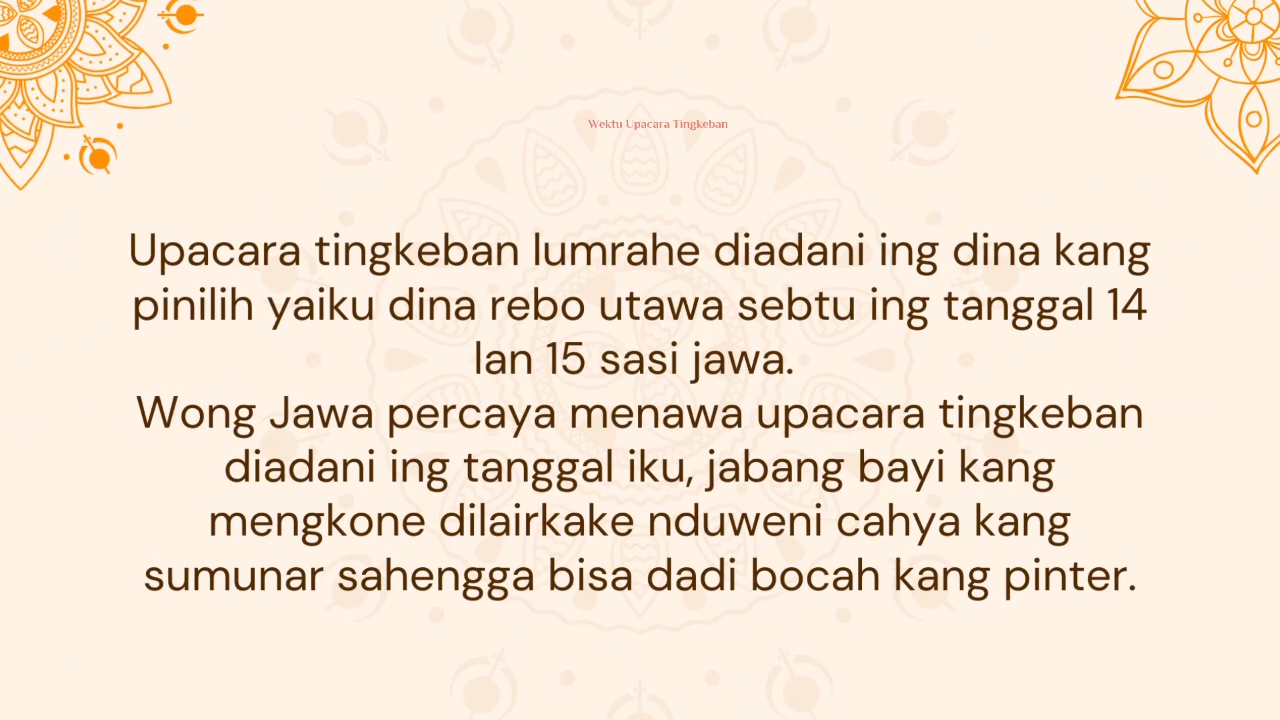 Wektu Upacara Tingkeban
Upacara tingkeban lumrahe diadani ing dina kang
pinilih yaiku dina rebo utawa sebtu ing tanggal 14
lan 15 sasi jawa.
Wong Jawa percaya menawa upacara tingkeban
diadani ing tanggal iku, jabang bayi kang
mengkone dilairkake nduweni cahya kang
sumunar sahengga bisa dadi bocah kang pinter.